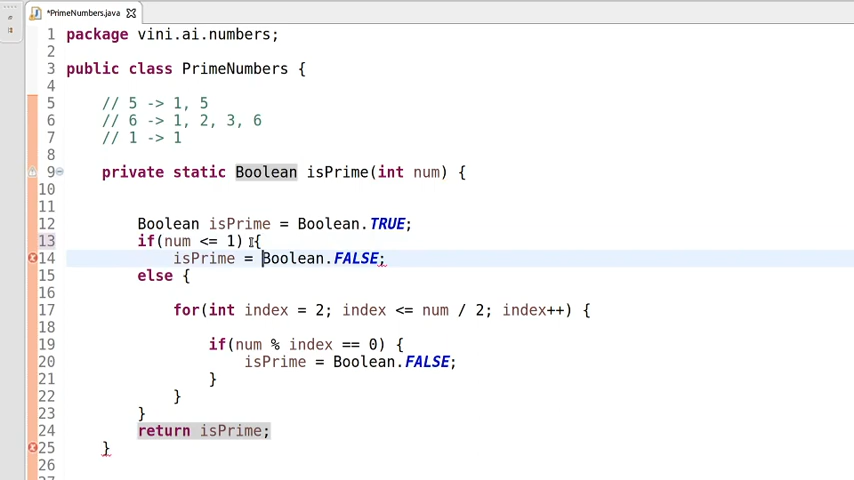 *PrimeNumbers.java
1 package vini.ai.numbers;
2
3 public class PrimeNumbers {
4
5 // 5 -> 1, 5
6 // 6 -> 1, 2, 3, 6
7 // 1 -> 1
8
9 private static Boolean isPrime(int num) {
10
11
12 Boolean isPrime = Boolean.TRUE;
13 if(num <= 1) {
14 isPrime = Boolean.FALSE;
15 else {
16
17 for(int index = 2; index <= num / 2; index++) {
18
19 if(num % index == 0) {
20 isPrime = Boolean.FALSE;
21 }
22 }
23 }
24 return isPrime;
25 }
26